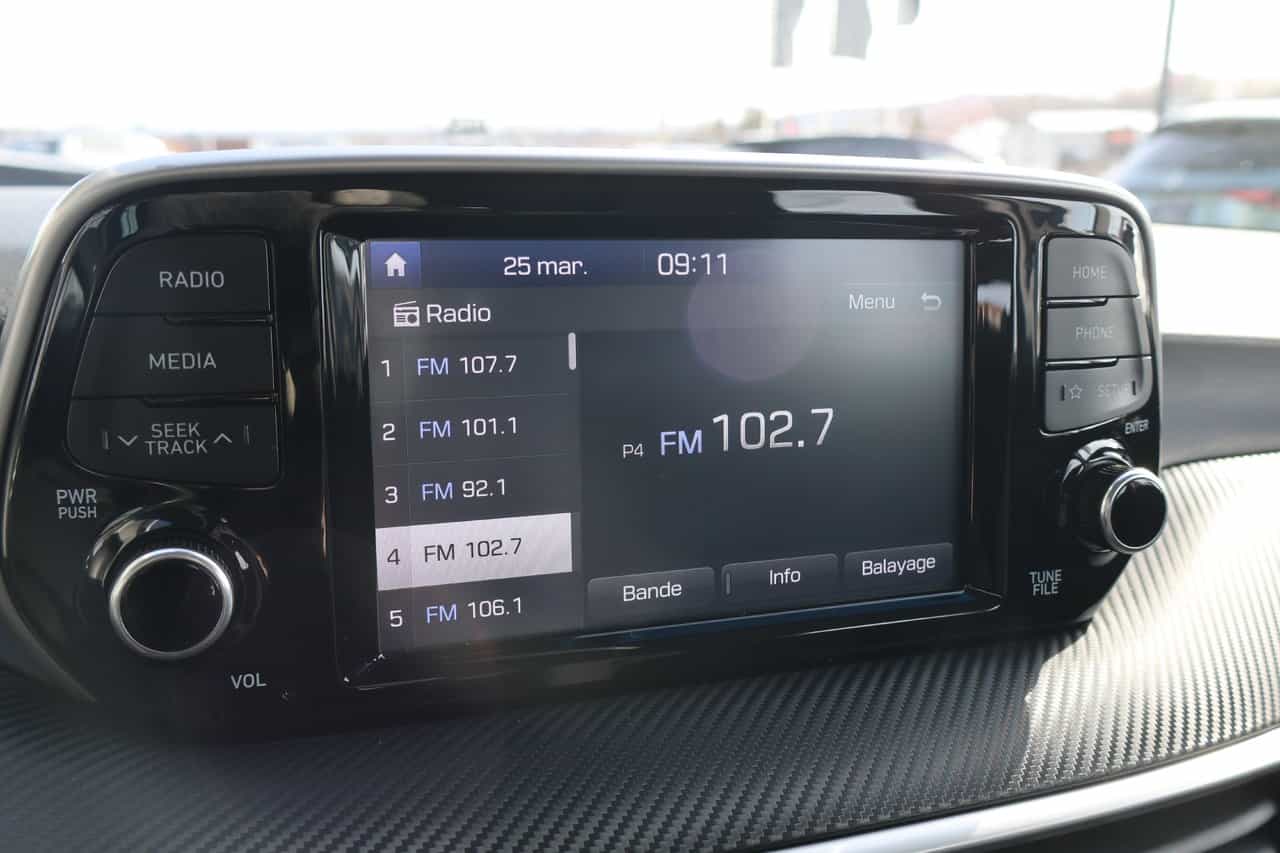 RADIO
MEDIA
SEEK
TRACK
PWR
PUSH
VOL
25 mar.
09:11
Radio
Menu
1 FM 107.7
2 FM 101.1
3 FM 92.1
4 FM 102.7
5 FM 106.1
P4 FM 102.7
Bande
Info
Balayage
HOME
PHONE
SETUP
ENTER
TUNE
FILE